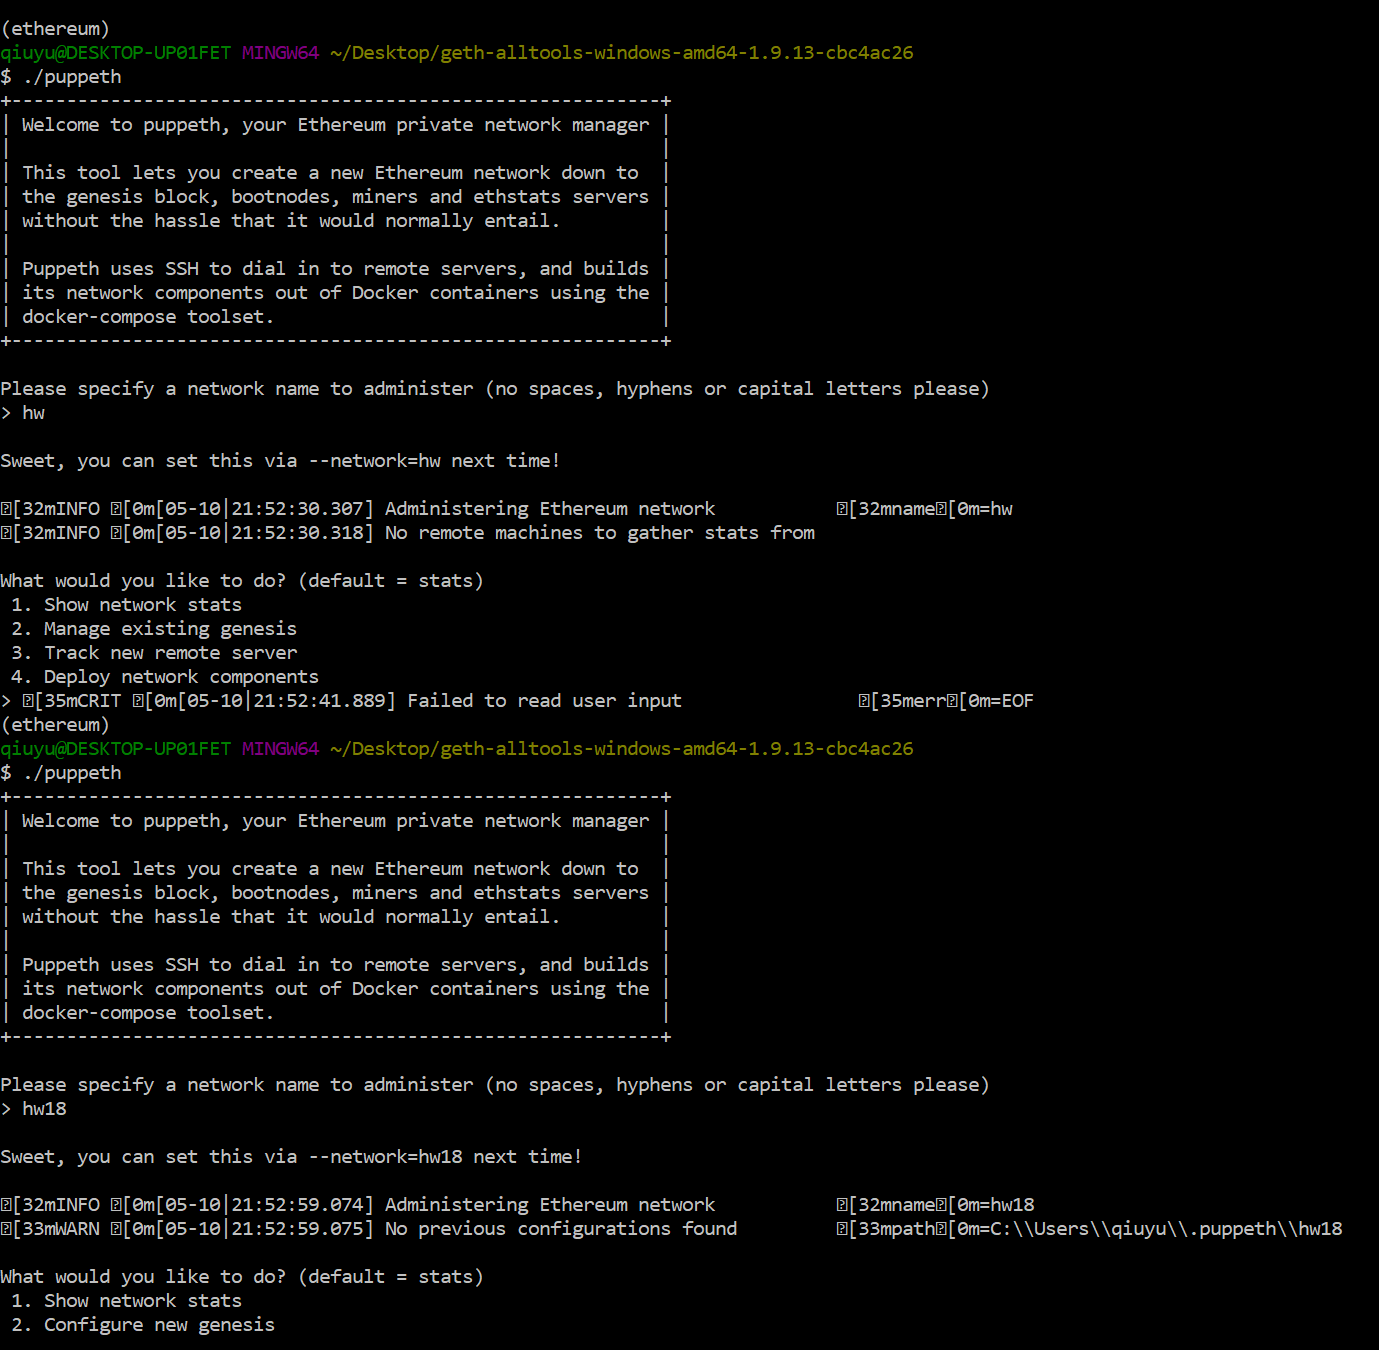 (ethereum)
qiuyu@DESKTOP-UP01FET MINGW64 ~/Desktop/geth-alltools-windows-amd64-1.9.13-cbc4ac26
$ ./puppeth
+-----------------------------------------------------------+
| Welcome to puppeth, your Ethereum private network manager |
|                                                           |
| This tool lets you create a new Ethereum network down to  |
| the genesis block, bootnodes, miners and ethstats servers |
| without the hassle that it would normally entail.         |
|                                                           |
| Puppeth uses SSH to dial in to remote servers, and builds |
| its network components out of Docker containers using the |
| docker-compose toolset.                                   |
+-----------------------------------------------------------+
Please specify a network name to administer (no spaces, hyphens or capital letters please)
> hw
Sweet, you can set this via --network=hw next time!
⍰[32mINFO ⍰[0m[05-10|21:52:30.307] Administering Ethereum network           ⍰[32mname⍰[0m=hw
⍰[32mINFO ⍰[0m[05-10|21:52:30.318] No remote machines to gather stats from
What would you like to do? (default = stats)
 1. Show network stats
 2. Manage existing genesis
 3. Track new remote server
 4. Deploy network components
> ⍰[35mCRIT ⍰[0m[05-10|21:52:41.889] Failed to read user input                ⍰[35merr⍰[0m=EOF
(ethereum)
qiuyu@DESKTOP-UP01FET MINGW64 ~/Desktop/geth-alltools-windows-amd64-1.9.13-cbc4ac26
$ ./puppeth
+-----------------------------------------------------------+
| Welcome to puppeth, your Ethereum private network manager |
|                                                           |
| This tool lets you create a new Ethereum network down to  |
| the genesis block, bootnodes, miners and ethstats servers |
| without the hassle that it would normally entail.         |
|                                                           |
| Puppeth uses SSH to dial in to remote servers, and builds |
| its network components out of Docker containers using the |
| docker-compose toolset.                                   |
+-----------------------------------------------------------+
Please specify a network name to administer (no spaces, hyphens or capital letters please)
> hw18
Sweet, you can set this via --network=hw18 next time!
⍰[32mINFO ⍰[0m[05-10|21:52:59.074] Administering Ethereum network           ⍰[32mname⍰[0m=hw18
⍰[33mWARN ⍰[0m[05-10|21:52:59.075] No previous configurations found         ⍰[33mpath⍰[0m=C:\\Users\\qiuyu\\.puppeth\\hw18
What would you like to do? (default = stats)
 1. Show network stats
 2. Configure new genesis